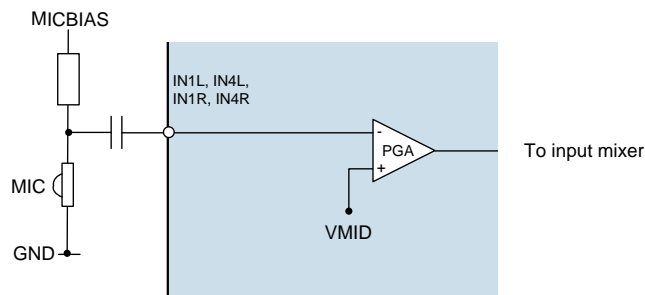 MICBIAS
IN1L, IN4L,
IN1R, IN4R
-
PGA
+
To input mixer
MIC
VMID
GND